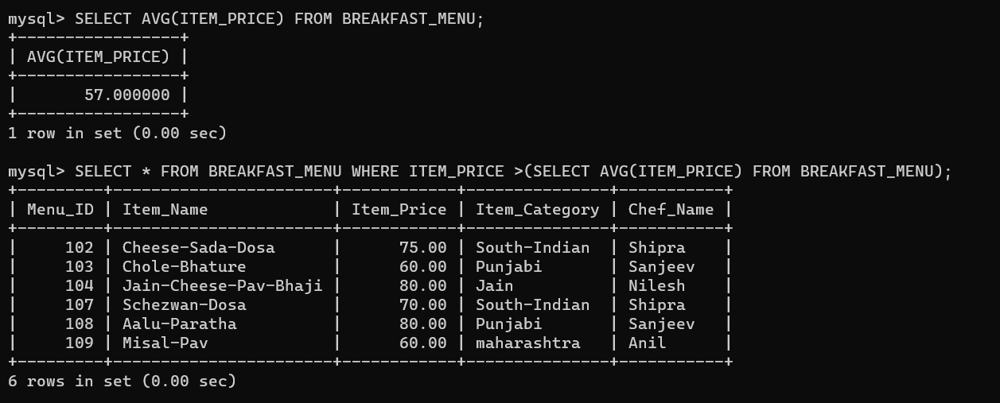 mysql> SELECT AVG(ITEM_PRICE) FROM BREAKFAST_MENU;
+-----------------+
| AVG(ITEM_PRICE) |
+-----------------+
|       57.000000 |
+-----------------+
1 row in set (0.00 sec)

mysql> SELECT * FROM BREAKFAST_MENU WHERE ITEM_PRICE >(SELECT AVG(ITEM_PRICE) FROM BREAKFAST_MENU);
+---------+-----------------------+------------+---------------+-----------+
| Menu_ID | Item_Name             | Item_Price | Item_Category | Chef_Name |
+---------+-----------------------+------------+---------------+-----------+
|     102 | Cheese-Sada-Dosa      |      75.00 | South-Indian  | Shipra    |
|     103 | Chole-Bhature         |      60.00 | Punjabi       | Sanjeev   |
|     104 | Jain-Cheese-Pav-Bhaji |      80.00 | Jain          | Nilesh    |
|     107 | Schezwan-Dosa         |      70.00 | South-Indian  | Shipra    |
|     108 | Aalu-Paratha          |      80.00 | Punjabi       | Sanjeev   |
|     109 | Misal-Pav             |      60.00 | maharashtra   | Anil      |
+---------+-----------------------+------------+---------------+-----------+
6 rows in set (0.00 sec)